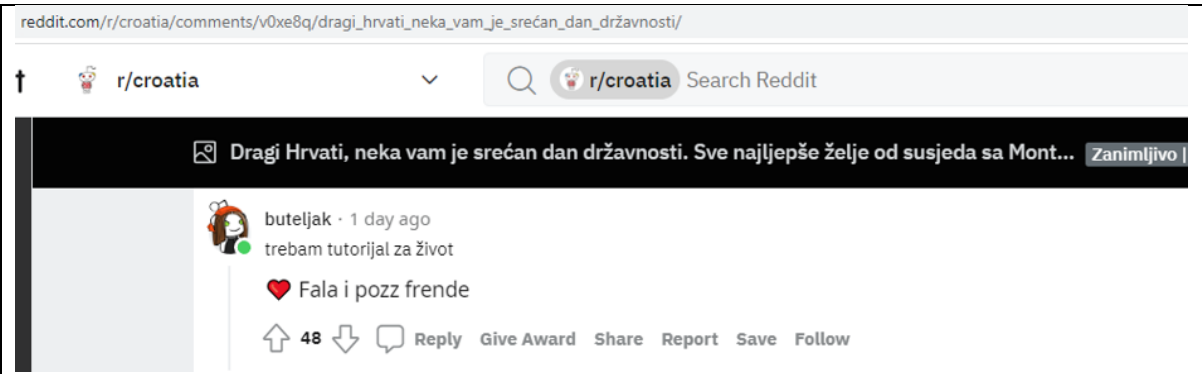 reddit.com/r/croatia/comments/v0xe8q/dragi_hrvati_neka_vam_je_srećan_dan_državnosti/
t r/croatia r/croatia Search Reddit
Dragi Hrvati, neka vam je srećan dan državnosti. Sve najljepše želje od susjeda sa Mont... Zanimljivo |
buteljak · 1 day ago
trebam tutorijal za život
❤️ Fala i pozz frende
48 Reply Give Award Share Report Save Follow